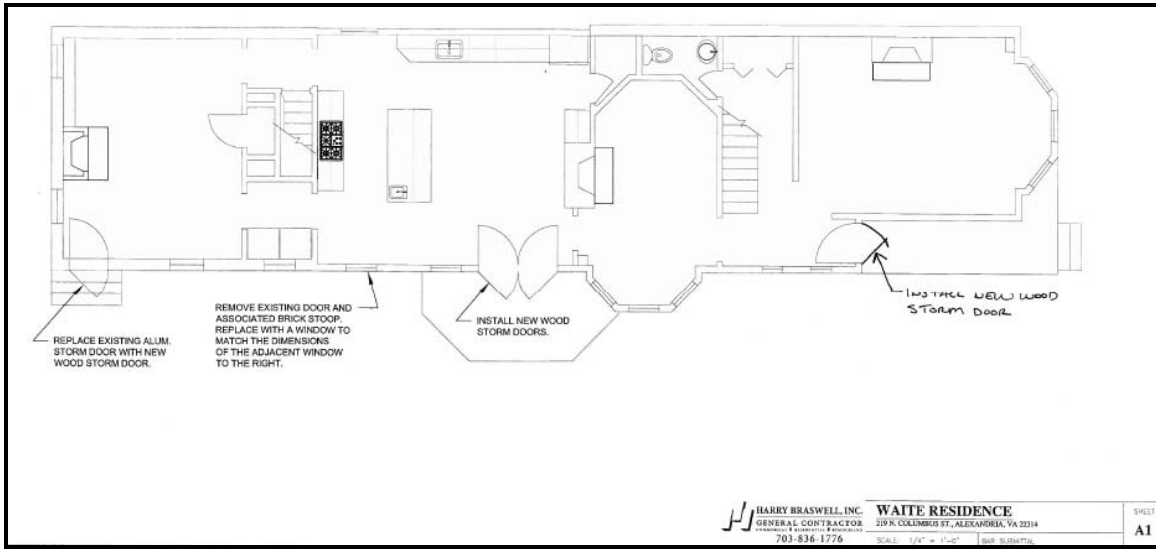 REPLACE EXISTING ALUM.
STORM DOOR WITH NEW
WOOD STORM DOOR.
REMOVE EXISTING DOOR AND
ASSOCIATED BRICK STOOP.
REPLACE WITH A WINDOW TO
MATCH THE DIMENSIONS
OF THE ADJACENT WINDOW
TO THE RIGHT.
INSTALL NEW WOOD
STORM DOORS.
INSTALL NEW WOOD
STORM DOOR
HARRY BRASWELL, INC.
GENERAL CONTRACTOR
COMMERCIAL RESIDENTIAL REMODELING
703-836-1776
WAITE RESIDENCE
219 N. COLUMBUS ST., ALEXANDRIA, VA 22314
SCALE: 1/4" = 1'-0"
BAR SUBMITTAL
SHEET
A1